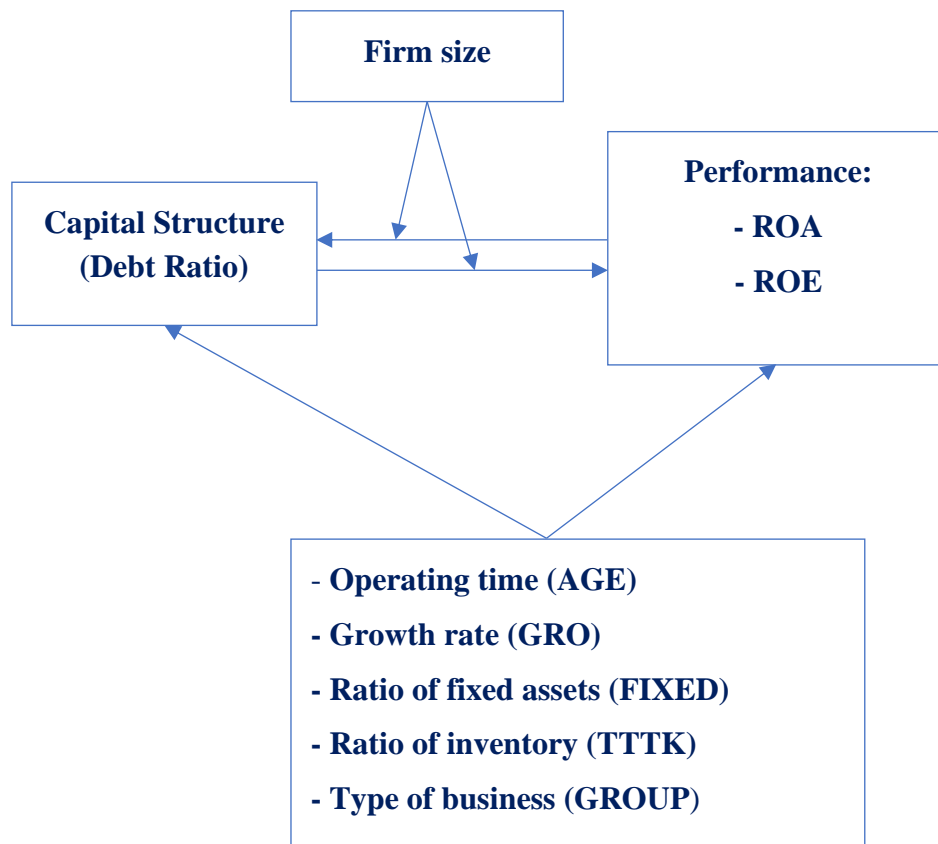 Firm size
Capital Structure
(Debt Ratio)
Performance:
- ROA
- ROE
- Operating time (AGE)
- Growth rate (GRO)
- Ratio of fixed assets (FIXED)
- Ratio of inventory (TTTK)
- Type of business (GROUP)